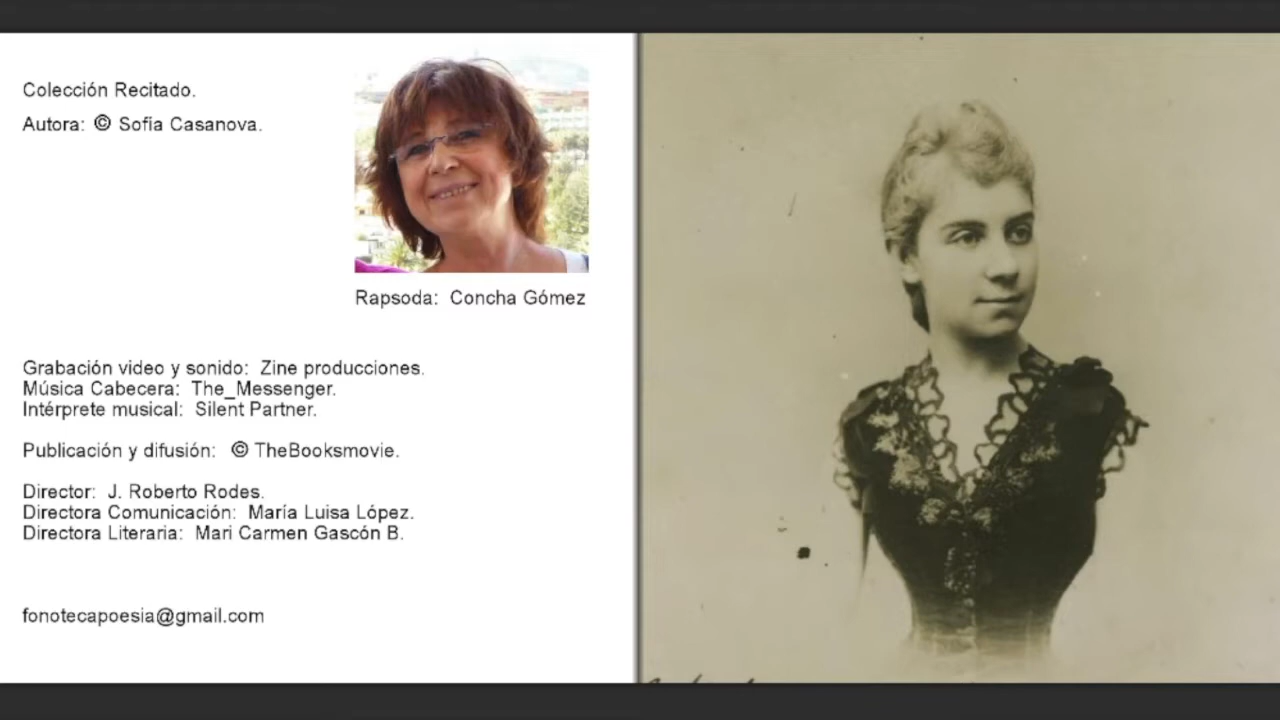 Colección Recitado.
Autora: © Sofía Casanova.
Rapsoda: Concha Gómez
Grabación video y sonido: Zine producciones.
Música Cabecera: The_Messenger.
Intérprete musical: Silent Partner.
Publicación y difusión: © TheBooksmovie.
Director: J. Roberto Rodes.
Directora Comunicación: María Luisa López.
Directora Literaria: Mari Carmen Gascón B.
fonotecapoesia@gmail.com